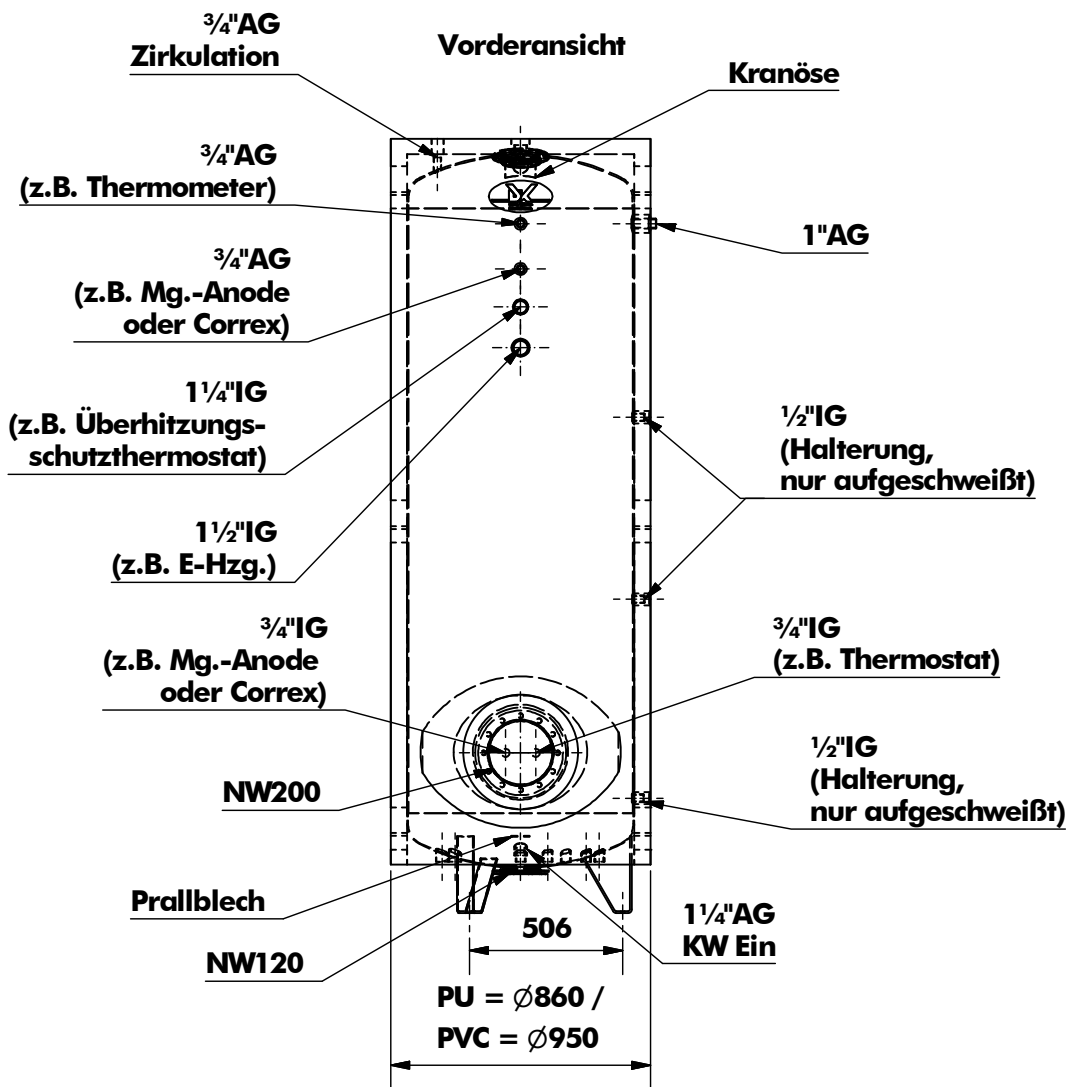 Vorderansicht
¾"AG
Zirkulation
Kranöse
¾"AG
(z.B. Thermometer)
1"AG
¾"AG
(z.B. Mg.-Anode
oder Correx)
1¼"IG
(z.B. Überhitzungs-
schutzthermostat)
½"IG
(Halterung,
nur aufgeschweißt)
1½"IG
(z.B. E-Hzg.)
¾"IG
(z.B. Mg.-Anode
oder Correx)
¾"IG
(z.B. Thermostat)
NW200
½"IG
(Halterung,
nur aufgeschweißt)
Prallblech
NW120
506
1¼"AG
KW Ein
PU = Ø860 /
PVC = Ø950